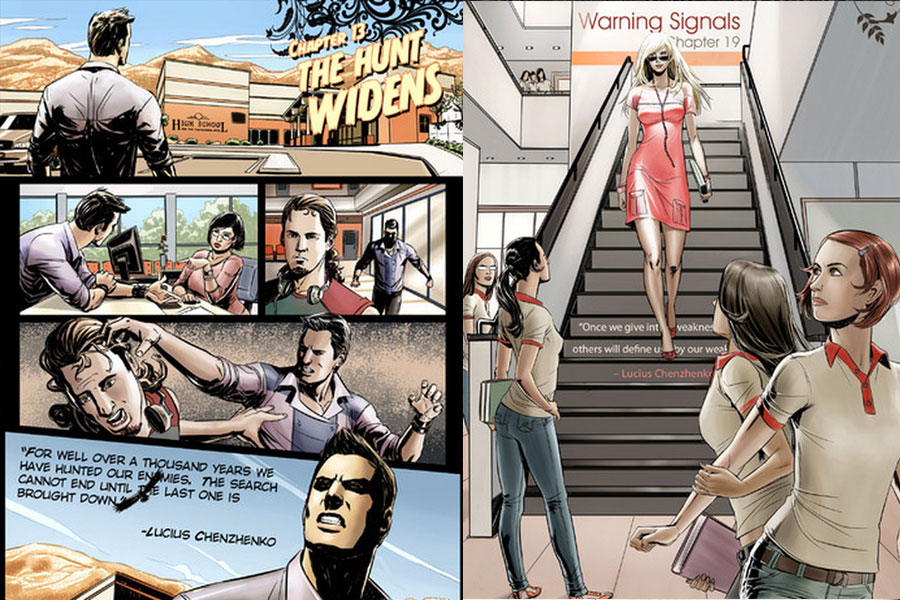 CHAPTER 13
THE HUNT
WIDENS
HIGH SCHOOL
"FOR WELL OVER A THOUSAND YEARS WE
HAVE HUNTED OUR ENEMIES. THE SEARCH
CANNOT END UNTIL THE LAST ONE IS
BROUGHT DOWN."
-LUCIUS CHENZHENKO
Warning Signals
Chapter 19
"Once we give into weakness
others will define us by our weak
– Lucius Chenzhenko